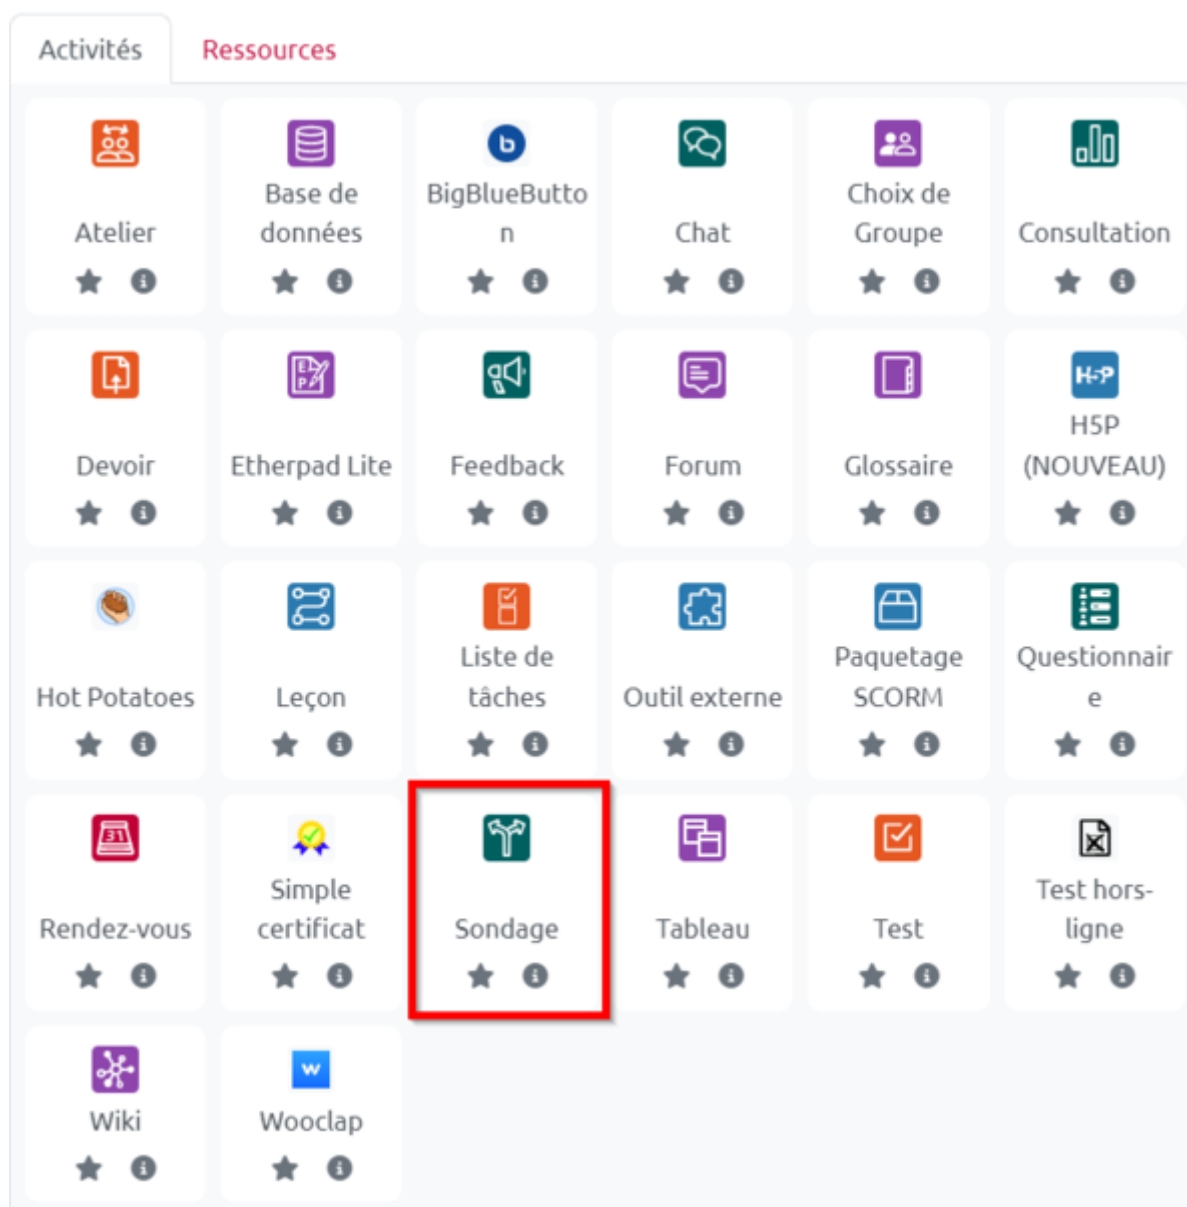 Activités
Ressources
Atelier
Base de
données
BigBlueButto
n
Chat
Choix de
Groupe
Consultation
Devoir
E
P
Etherpad Lite
Feedback
Forum
Glossaire
H5P
H5P
(NOUVEAU)
Hot Potatoes
Leçon
Liste de
tâches
Outil externe
Paquetage
SCORM
Questionnair
e
31
Rendez-vous
Simple
certificat
Sondage
Tableau
Test
Test hors-
ligne
Wiki
w
Wooclap